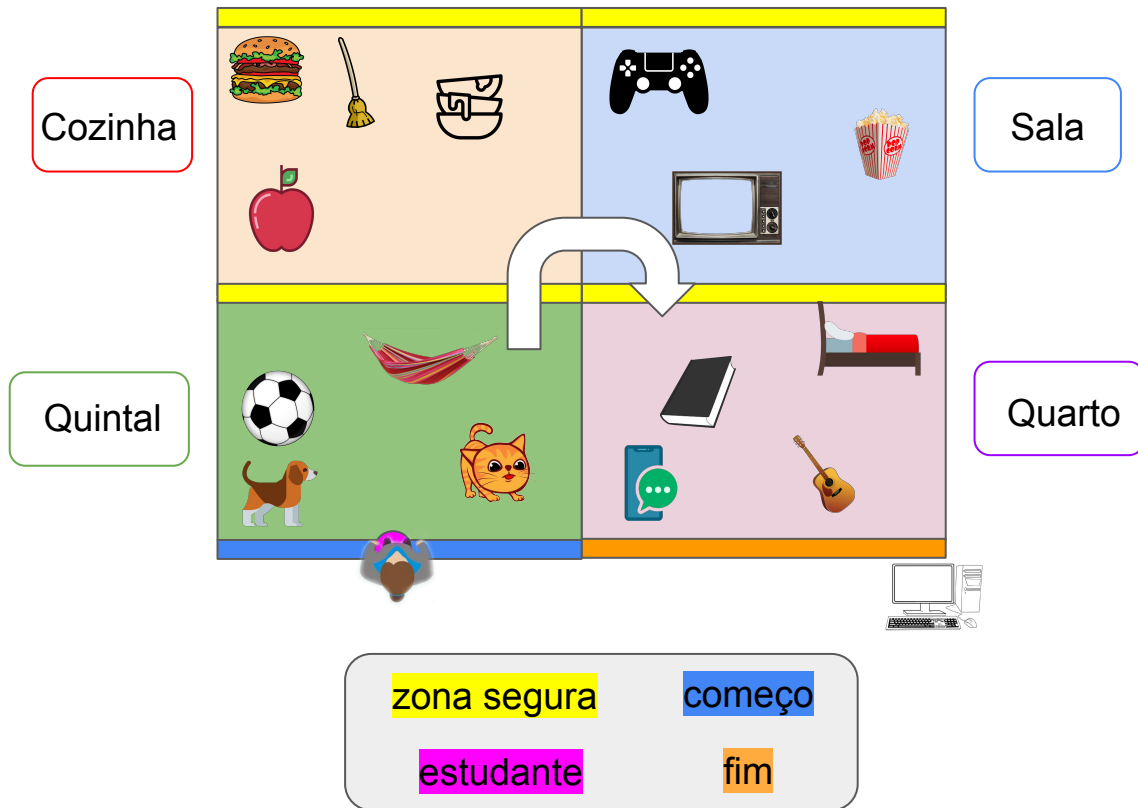 Cozinha
Sala
Quintal
Quarto
zona segura
começo
estudante
fim